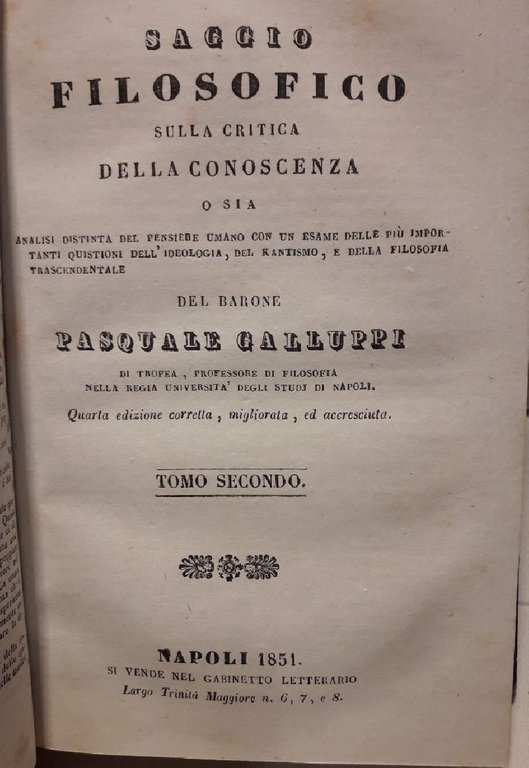 SAGGIO
FILOSOFICO
SULLA CRITICA
DELLA CONOSCENZA
O SIA
ANALISI DISTINTA DEL PENSIERE UMANO CON UN ESAME DELLE PIÙ IMPOR-
TANTI QUISTIONI DELL'IDEOLOGIA, DEL KANTISMO, E DELLA FILOSOFIA
TRASCENDENTALE
DEL BARONE
PASQUALE GALLUPPI
DI TROPEA, PROFESSORE DI FILOSOFIA
NELLA REGIA UNIVERSITA' DEGLI STUDJ DI NAPOLI.
Quarta edizione corretta, migliorata, ed accresciuta.
TOMO SECONDO.
NAPOLI 1851.
SI VENDE NEL GABINETTO LETTERARIO
Largo Trinità Maggiore n. 6, 7, e 8.